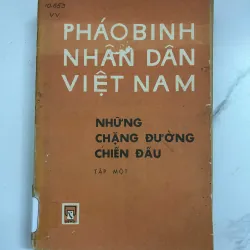 PHÁO BINH
NHÂN DÂN
VIỆT NAM
NHỮNG
CHẶNG ĐƯỜNG
CHIẾN ĐẤU
TẬP MỘT